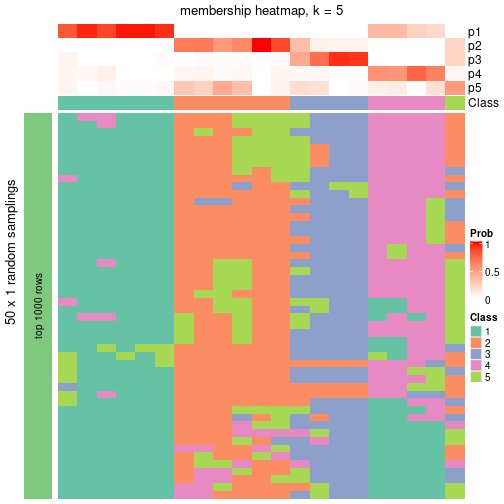 membership heatmap, k = 5
p1
p2
p3
p4
p5
Class
50 x 1 random samplings
top 1000 rows
Prob
1
0.5
0
Class
1
2
3
4
5